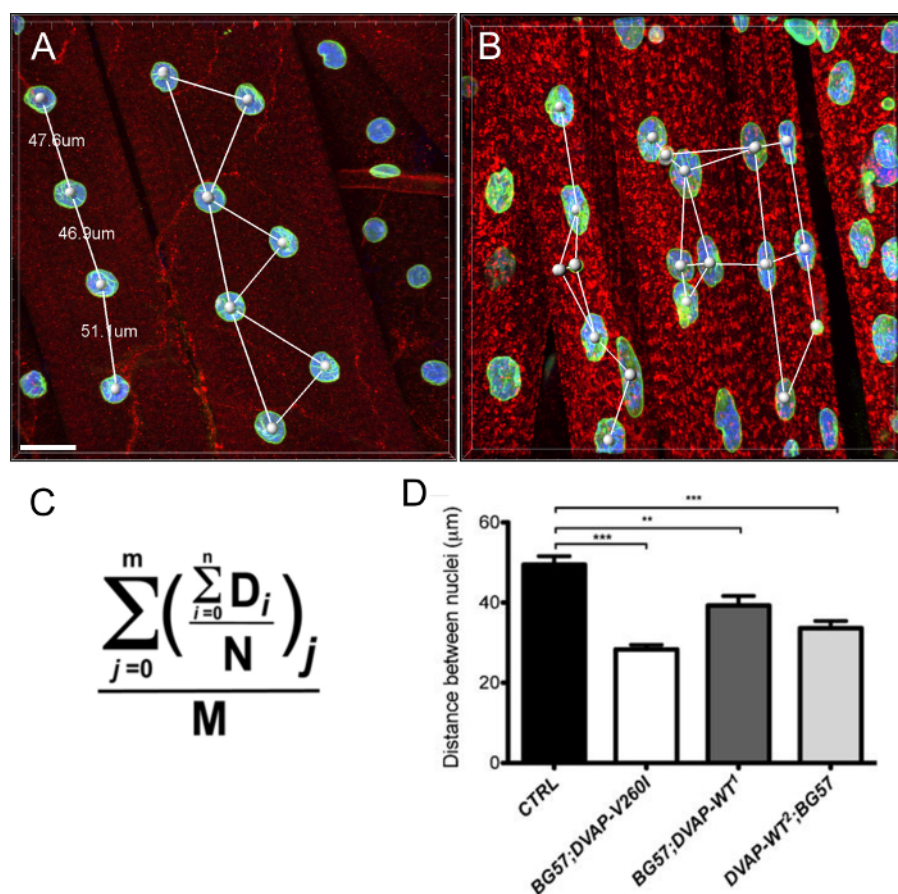 A
47.6um
46.9um
51.1um
B
C
m
∑
j=0
(
n
∑
i=0
D i
N
) j
M
D
Distance between nuclei (μm)
60
40
20
0
***
**
***
CTRL
BG57;DVAP-V260I
BG57;DVAP-WT¹
DVAP-WT²;BG57